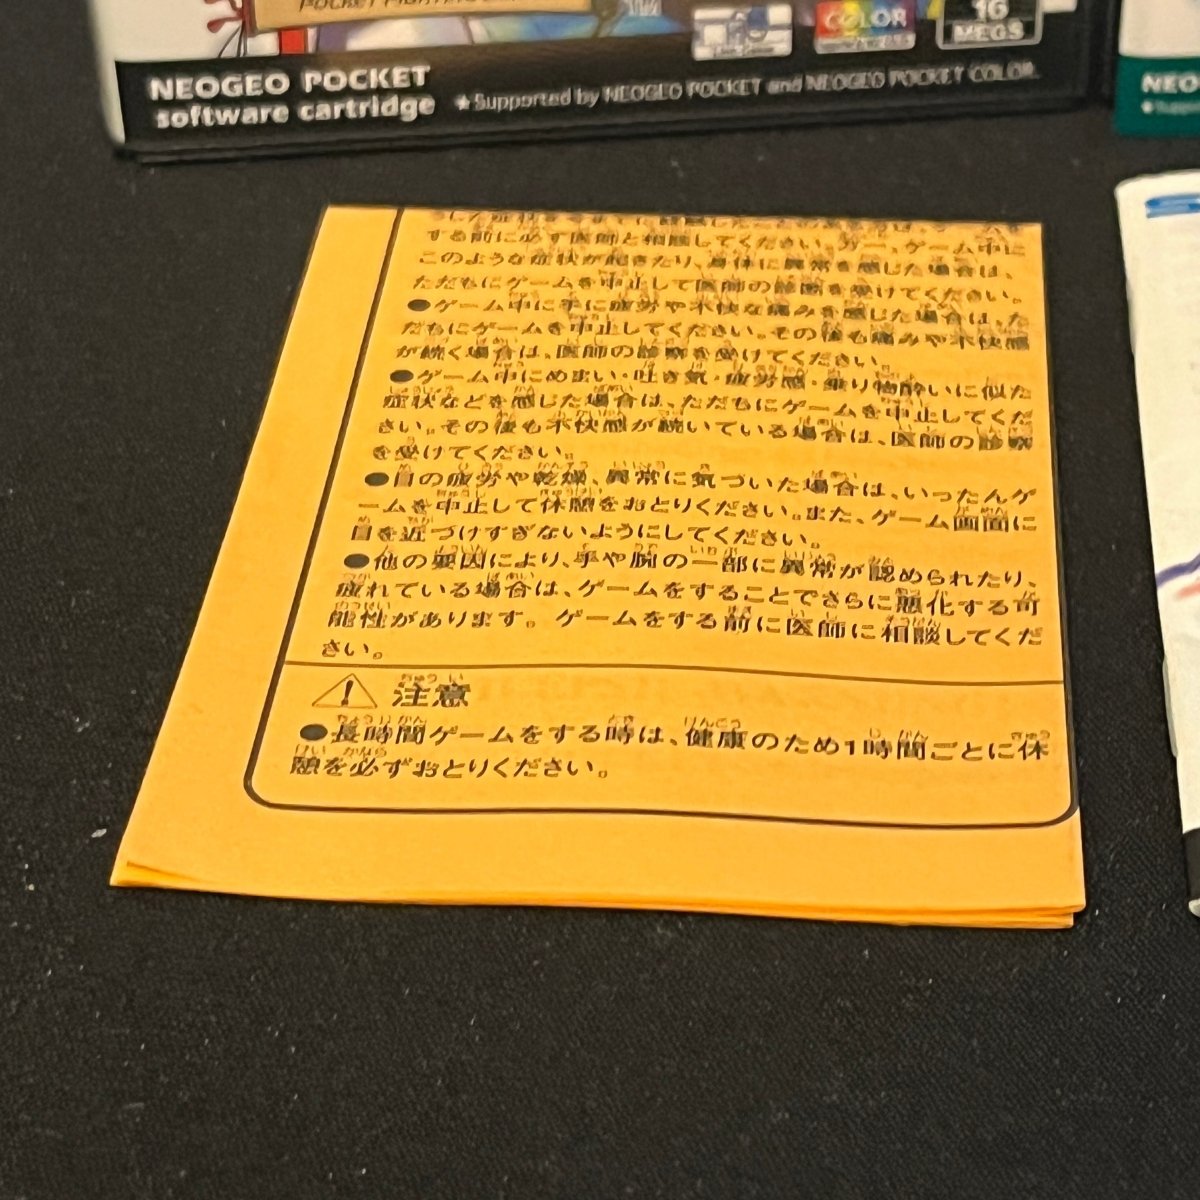 POCKET FIGHTING
COLOR
16
MEGS
NEOGEO POCKET
software cartridge ★Supported by NEOGEO POCKET and NEOGEO POCKET COLOR.
NEO
する前に必ず医師と相談してください。万一、ゲーム中に
このような症状が起きたり、身体に異常を感じた場合は、
ただちにゲームを中止して医師の診断を受けてください。
●ゲーム中に手に疲労や不快な痛みを感じた場合は、た
だちにゲームを中止してください。その後も痛みや不快感
が続く場合は、医師の診察を受けてください。
●ゲーム中にめまい・吐き気・疲労感・乗り物酔いに似た
症状などを感じた場合は、ただちにゲームを中止してくだ
さい。その後も不快感が続いている場合は、医師の診察
を受けてください。
●目の疲労や乾燥、異常に気づいた場合は、いったんゲ
ームを中止して休憩をおとりください。また、ゲーム画面に
目を近づけすぎないようにしてください。
●他の要因により、手や腕の一部に異常が認められたり、
疲れている場合は、ゲームをすることでさらに悪化する可
能性があります。ゲームをする前に医師に相談してくだ
さい。
注意
●長時間ゲームをする時は、健康のため1時間ごとに休
憩を必ずおとりください。